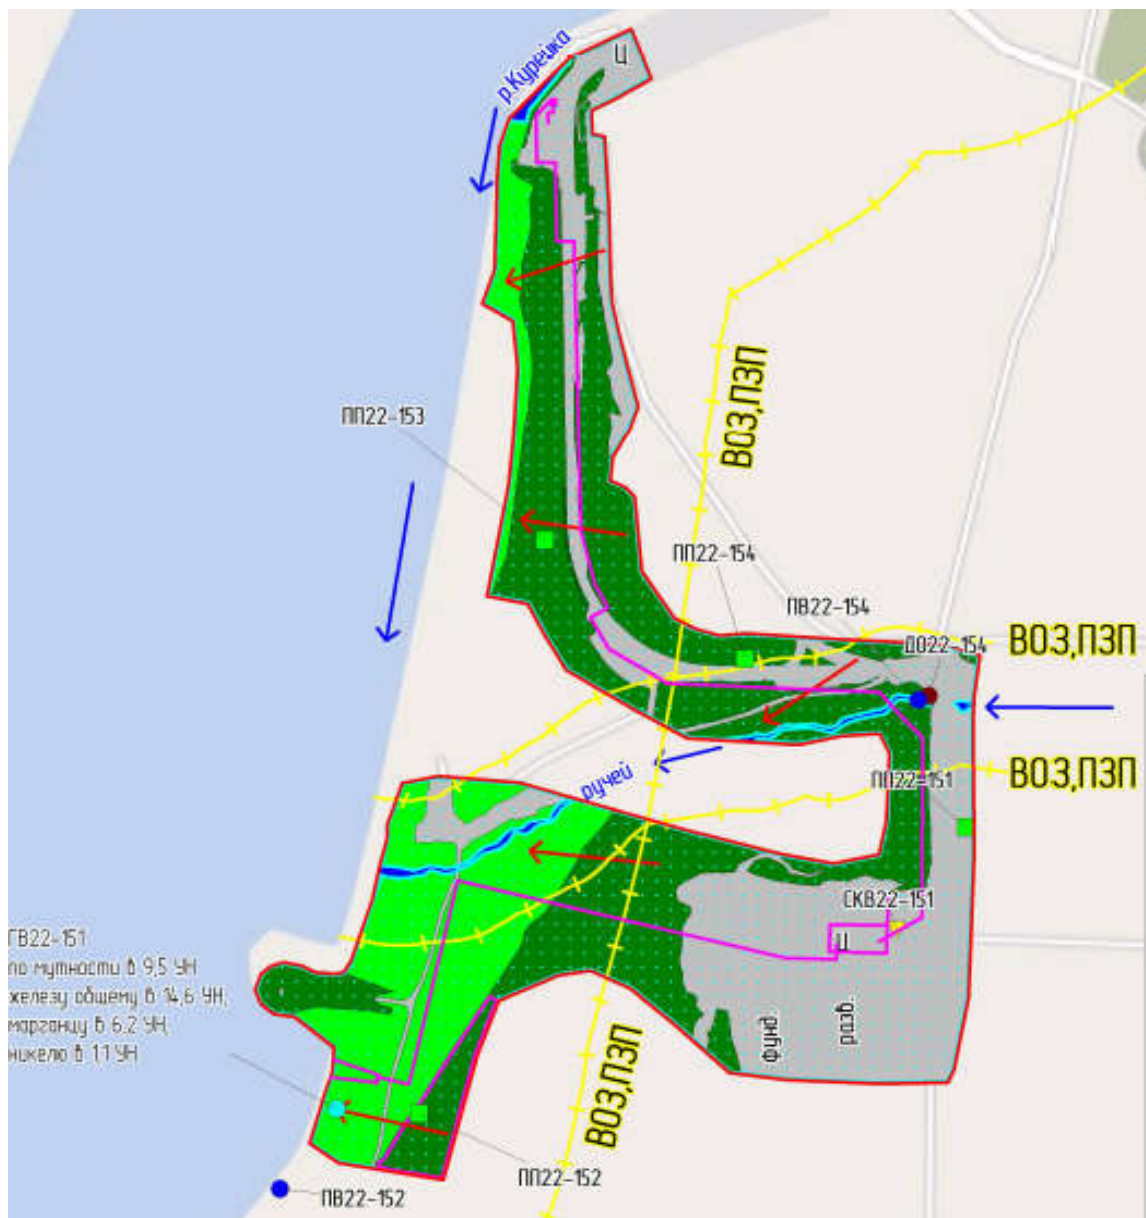 р.Курейка
Ц
ВОЗ,ПЗП
ПП22-153
ПП22-154
ПВ22-154
ДО22-154
ВОЗ,ПЗП
ручей
ПП22-151
ВОЗ,ПЗП
СКВ22-151
Ц
ГВ22-151
по мутности в 9,5 УН
железу общему в 14,6 УН,
марганцу в 6.2 УН,
никелю в 1.1 УН
фунд
разд.
ВОЗ,ПЗП
ПП22-152
ПВ22-152